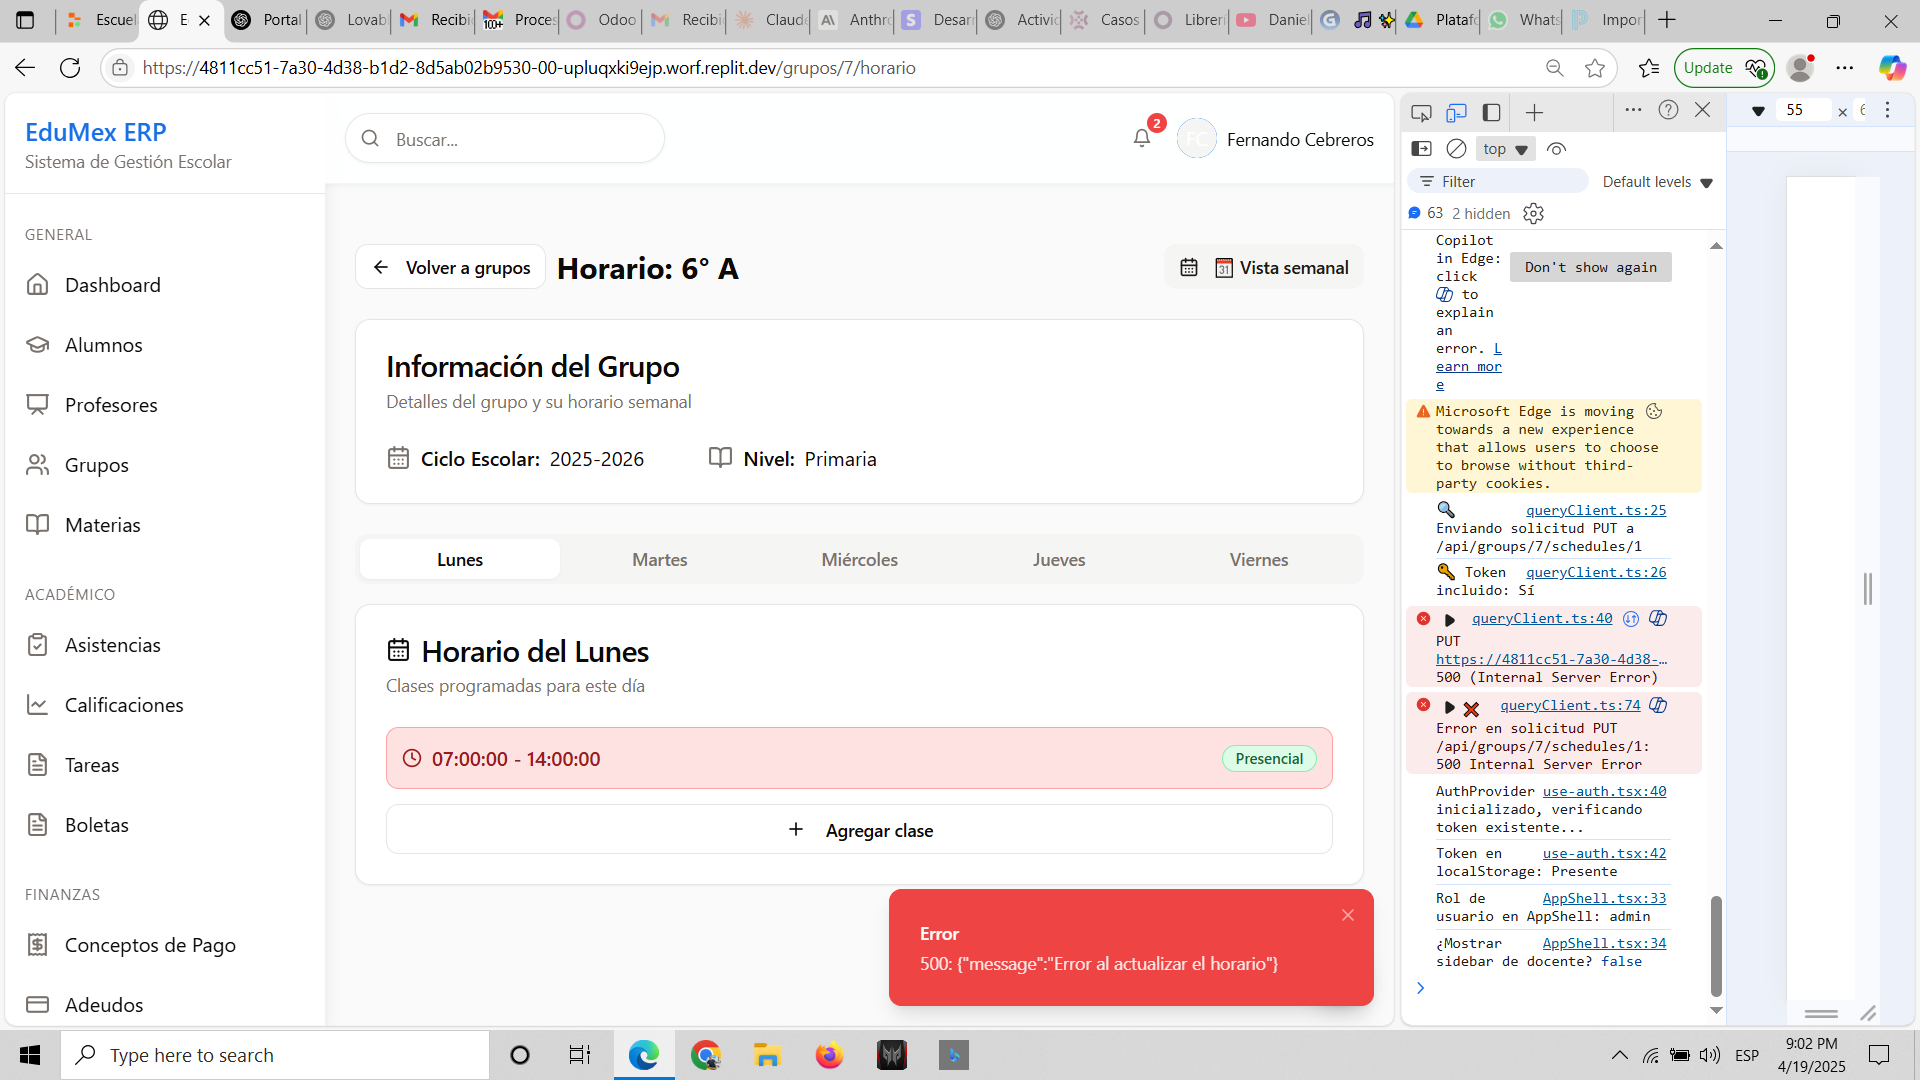 Escuel
E
Portal
Lovab
Recibi
Proces
Odoo
Recibi
Claud
Anthr
Desar
Activid
Casos
Librer
Daniel
Platafo
Whats
Impor
https://4811cc51-7a30-4d38-b1d2-8d5ab02b9530-00-upluqxki9ejp.worf.replit.dev/grupos/7/horario
Update
EduMex ERP
Sistema de Gestión Escolar
Buscar...
2
FC
Fernando Cebreros
GENERAL
Dashboard
Alumnos
Profesores
Grupos
Materias
ACADÉMICO
Asistencias
Calificaciones
Tareas
Boletas
FINANZAS
Conceptos de Pago
Adeudos
Volver a grupos
Horario: 6° A
31 Vista semanal
Información del Grupo
Detalles del grupo y su horario semanal
Ciclo Escolar: 2025-2026
Nivel: Primaria
Lunes
Martes
Miércoles
Jueves
Viernes
Horario del Lunes
Clases programadas para este día
07:00:00 - 14:00:00
Presencial
+ Agregar clase
Error
500: {"message":"Error al actualizar el horario"}
top
Filter
Default levels
63
2 hidden
Copilot
in Edge:
click
to
explain
an
error. L
earn mor
e
Don't show again
Microsoft Edge is moving
towards a new experience
that allows users to choose
to browse without third-
party cookies.
queryClient.ts:25
Enviando solicitud PUT a
/api/groups/7/schedules/1
Token queryClient.ts:26
incluido: Sí
queryClient.ts:40
PUT
https://4811cc51-7a30-4d38-…
500 (Internal Server Error)
queryClient.ts:74
Error en solicitud PUT
/api/groups/7/schedules/1:
500 Internal Server Error
AuthProvider use-auth.tsx:40
inicializado, verificando
token existente...
Token en use-auth.tsx:42
localStorage: Presente
Rol de AppShell.tsx:33
usuario en AppShell: admin
¿Mostrar AppShell.tsx:34
sidebar de docente? false
55
×
Type here to search
ESP
9:02 PM
4/19/2025